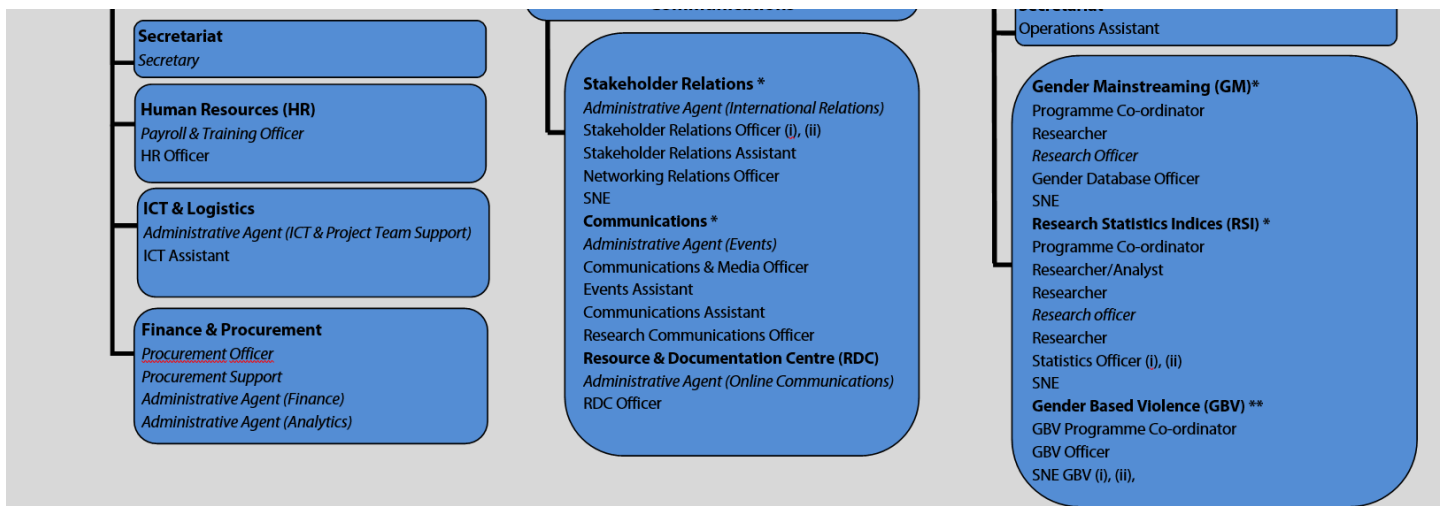 Secretariat
Secretary
Human Resources (HR)
Payroll & Training Officer
HR Officer
ICT & Logistics
Administrative Agent (ICT & Project Team Support)
ICT Assistant
Finance & Procurement
Procurement Officer
Procurement Support
Administrative Agent (Finance)
Administrative Agent (Analytics)
Communications
Stakeholder Relations *
Administrative Agent (International Relations)
Stakeholder Relations Officer (i), (ii)
Stakeholder Relations Assistant
Networking Relations Officer
SNE
Communications *
Administrative Agent (Events)
Communications & Media Officer
Events Assistant
Communications Assistant
Research Communications Officer
Resource & Documentation Centre (RDC)
Administrative Agent (Online Communications)
RDC Officer
Secretariat
Operations Assistant
Gender Mainstreaming (GM)*
Programme Co-ordinator
Researcher
Research Officer
Gender Database Officer
SNE
Research Statistics Indices (RSI) *
Programme Co-ordinator
Researcher/Analyst
Researcher
Research officer
Researcher
Statistics Officer (i), (ii)
SNE
Gender Based Violence (GBV) **
GBV Programme Co-ordinator
GBV Officer
SNE GBV (i), (ii),